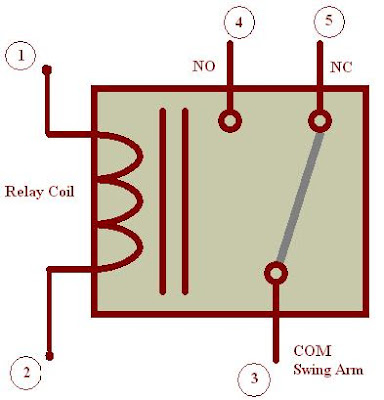 4
5
1
NO
NC
Relay Coil
2
3
COM
Swing Arm